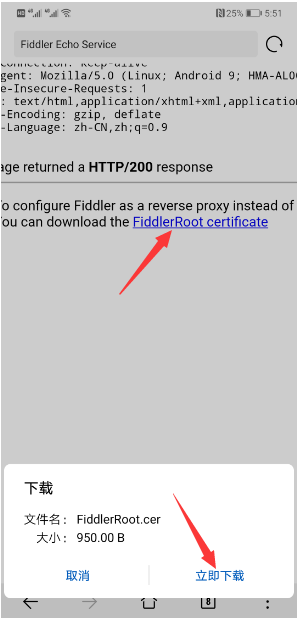 25% 5:51
Fiddler Echo Service
Connection: keep-alive
gent: Mozilla/5.0 (Linux; Android 9; HMA-AL0
e-Insecure-Requests: 1
: text/html,application/xhtml+xml,application
-Encoding: gzip, deflate
-Language: zh-CN,zh;q=0.9
age returned a HTTP/200 response
To configure Fiddler as a reverse proxy instead of
You can download the FiddlerRoot certificate
下载
文件名： FiddlerRoot.cer
大小： 950.00 B
取消 立即下载
8